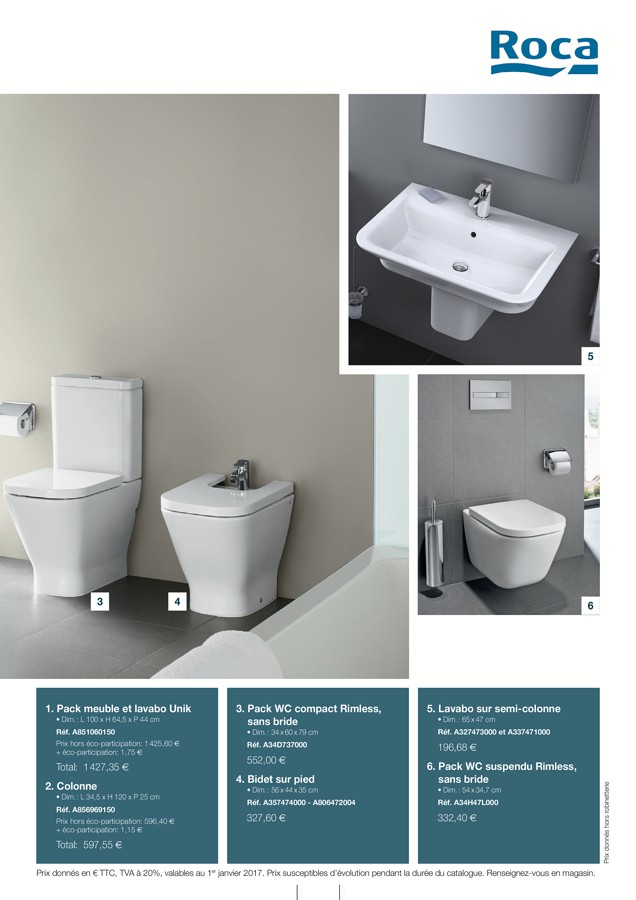 Roca
5
3
4
6
1. Pack meuble et lavabo Unik
• Dim. : L 100 x H 64,5 x P 44 cm
Réf. A851060150
Prix hors éco-participation: 1 425,60 €
+ éco-participation: 1,75 €
Total: 1 427,35 €
2. Colonne
• Dim. : L 34,5 x H 120 x P 25 cm
Réf. A856969150
Prix hors éco-participation: 596,40 €
+ éco-participation: 1,15 €
Total: 597,55 €
3. Pack WC compact Rimless,
sans bride
• Dim. : 34 x 60 x 79 cm
Réf. A34D737000
552,00 €
4. Bidet sur pied
• Dim. : 56 x 44 x 35 cm
Réf. A357474000 - A806472004
327,60 €
5. Lavabo sur semi-colonne
• Dim. : 65 x 47 cm
Réf. A327473000 et A337471000
196,68 €
6. Pack WC suspendu Rimless,
sans bride
• Dim. : 54 x 34,7 cm
Réf. A34H47L000
332,40 €
Prix donnés hors robinetterie
Prix donnés en € TTC, TVA à 20%, valables au 1er janvier 2017. Prix susceptibles d'évolution pendant la durée du catalogue. Renseignez-vous en magasin.